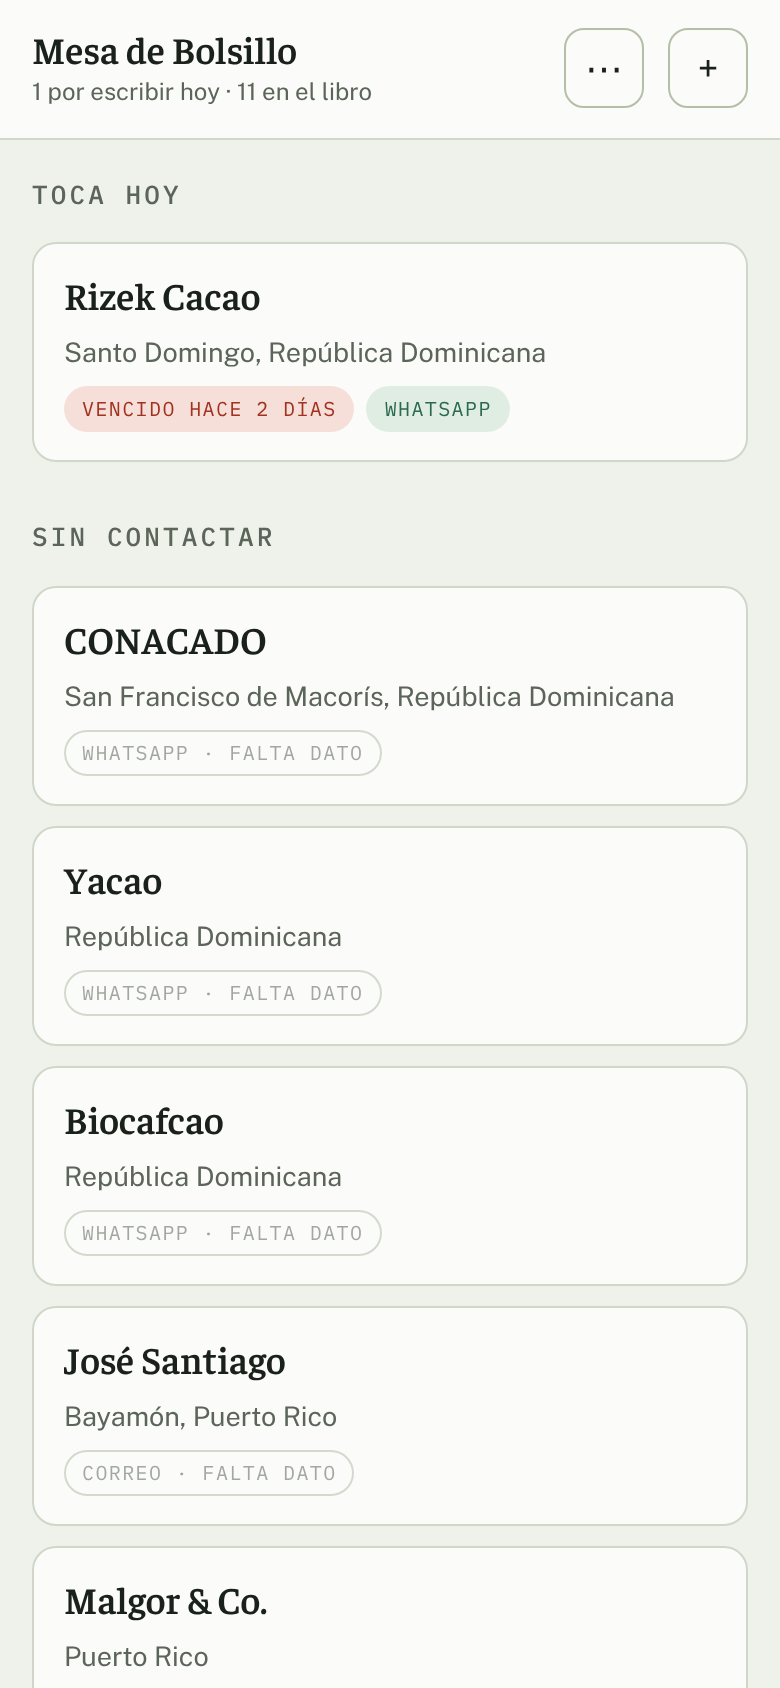 Mesa de Bolsillo
1 por escribir hoy · 11 en el libro
...
+
TOCA HOY
Rizek Cacao
Santo Domingo, República Dominicana
VENCIDO HACE 2 DÍAS
WHATSAPP
SIN CONTACTAR
CONACADO
San Francisco de Macorís, República Dominicana
WHATSAPP · FALTA DATO
Yacao
República Dominicana
WHATSAPP · FALTA DATO
Biocafcao
República Dominicana
WHATSAPP · FALTA DATO
José Santiago
Bayamón, Puerto Rico
CORREO · FALTA DATO
Malgor & Co.
Puerto Rico